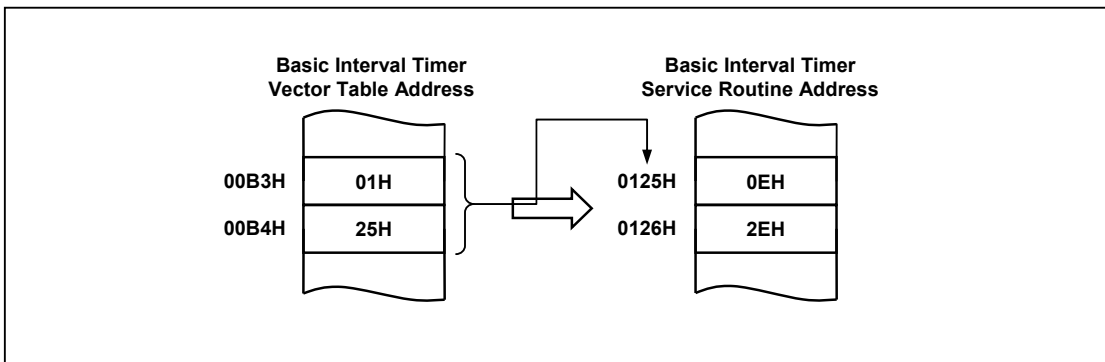 Basic Interval Timer
Vector Table Address
00B3H 01H
00B4H 25H
Basic Interval Timer
Service Routine Address
0125H 0EH
0126H 2EH